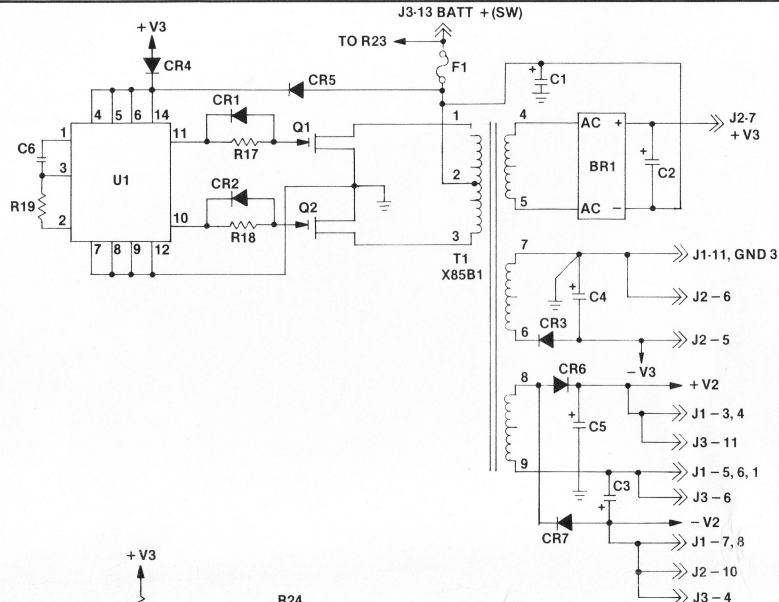 J3-13 BATT +(SW)
+ V3
TO R23
F1
CR4
CR5
C1
4 5 6 14
CR1
Q1
1
4
AC +
J2-7
+ V3
11
1
C6
R17
3
U1
2
BR1
C2
CR2
R19
Q2
5
AC −
2
10
R18
3
7 8 9 12
T1
X85B1
7
J1-11, GND 3
C4
J2 − 6
CR3
6
J2 − 5
− V3
8
CR6
+ V2
C5
J1 − 3, 4
J3 − 11
9
J1 − 5, 6, 1
C3
J3 − 6
− V2
CR7
J1 − 7, 8
J2 − 10
+ V3
R24
J3 − 4